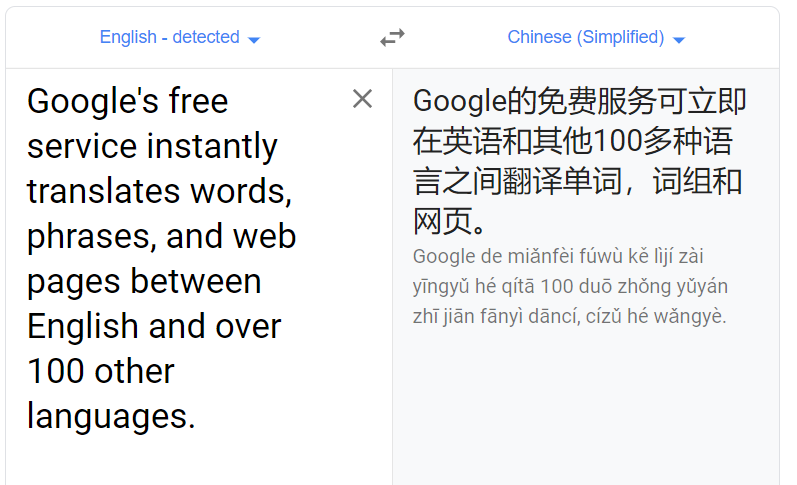 English - detected
Chinese (Simplified)
Google's free
service instantly
translates words,
phrases, and web
pages between
English and over
100 other
languages.
Google的免费服务可立即
在英语和其他100多种语
言之间翻译单词，词组和
网页。
Google de miǎnfèi fúwù kě lìjí zài
yīngyǔ hé qítā 100 duō zhǒng yǔyán
zhī jiān fānyì dāncí, cízǔ hé wǎngyè.